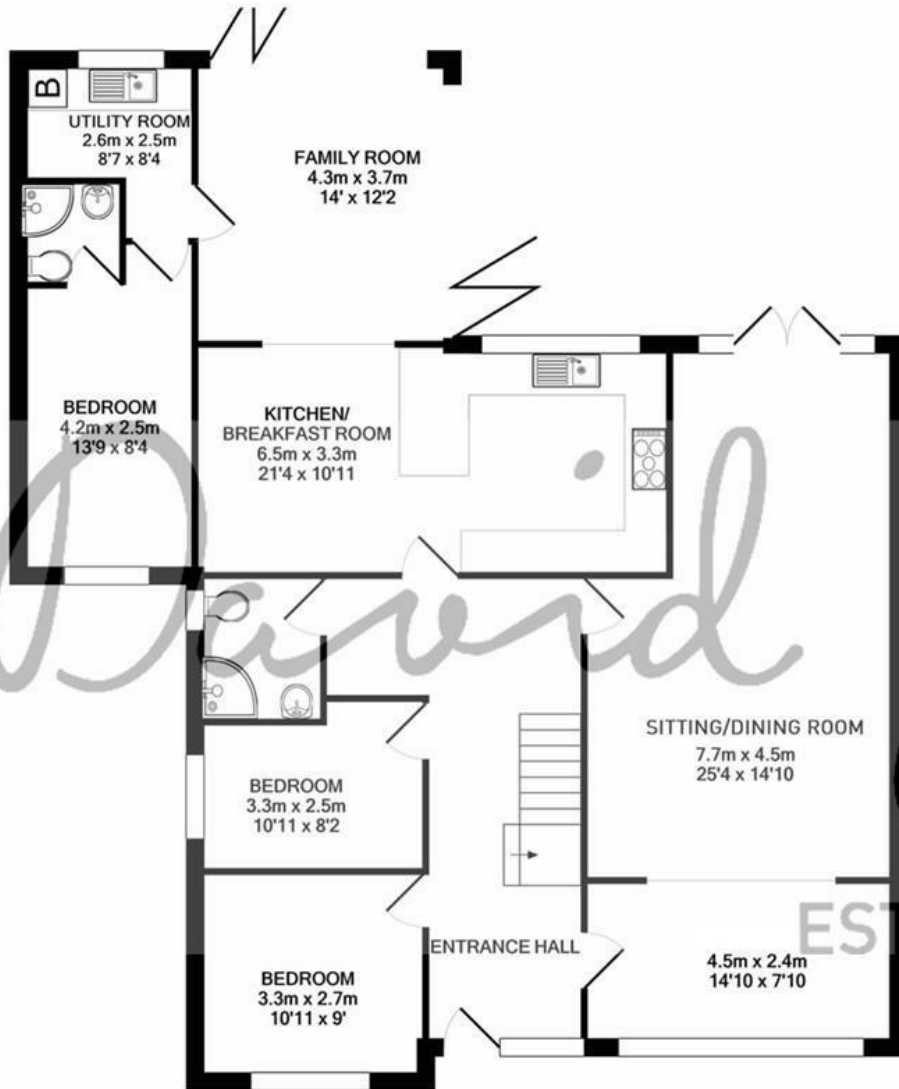 B
UTILITY ROOM
2.6m x 2.5m
8'7 x 8'4
FAMILY ROOM
4.3m x 3.7m
14' x 12'2
BEDROOM
4.2m x 2.5m
13'9 x 8'4
KITCHEN/
BREAKFAST ROOM
6.5m x 3.3m
21'4 x 10'11
David
SITTING/DINING ROOM
7.7m x 4.5m
25'4 x 14'10
BEDROOM
3.3m x 2.5m
10'11 x 8'2
ENTRANCE HALL
EST
4.5m x 2.4m
14'10 x 7'10
BEDROOM
3.3m x 2.7m
10'11 x 9'